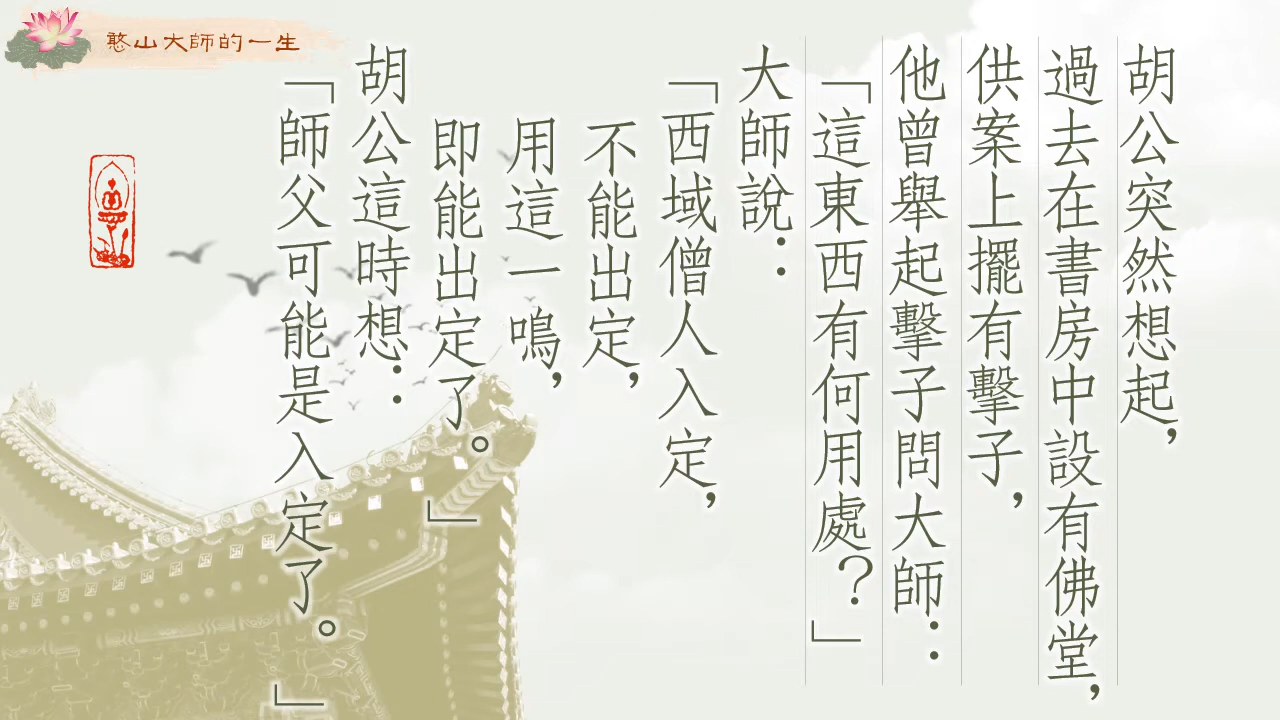 憨山大師的一生
胡公突然想起，
過去在書房中設有佛堂，
供案上擺有擊子，
他曾舉起擊子問大師：
「這東西有何用處？」
大師說：
「西域僧人入定，
不能出定，
用這一鳴，
即能出定了。」
胡公這時想：
「師父可能是入定了。」